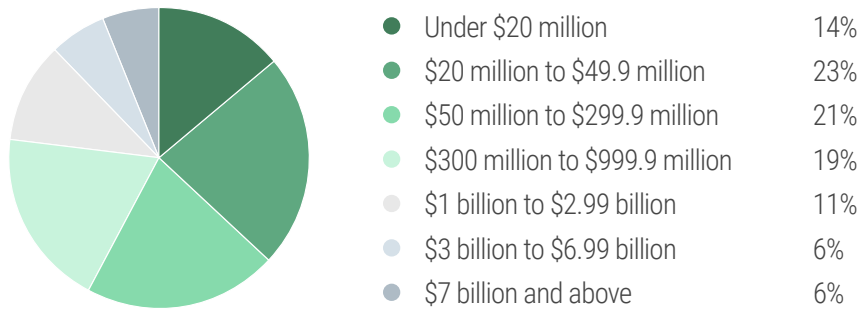 Under $20 million 14%
$20 million to $49.9 million 23%
$50 million to $299.9 million 21%
$300 million to $999.9 million 19%
$1 billion to $2.99 billion 11%
$3 billion to $6.99 billion 6%
$7 billion and above 6%